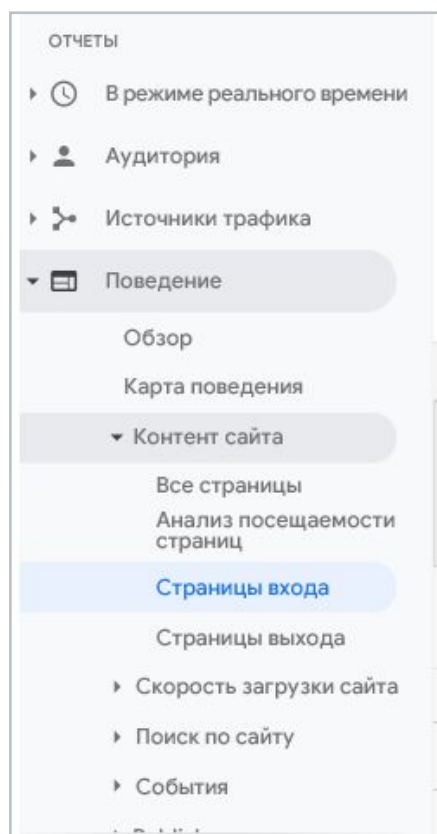 ОТЧЕТЫ
В режиме реального времени
Аудитория
Источники трафика
Поведение
Обзор
Карта поведения
Контент сайта
Все страницы
Анализ посещаемости
страниц
Страницы входа
Страницы выхода
Скорость загрузки сайта
Поиск по сайту
События